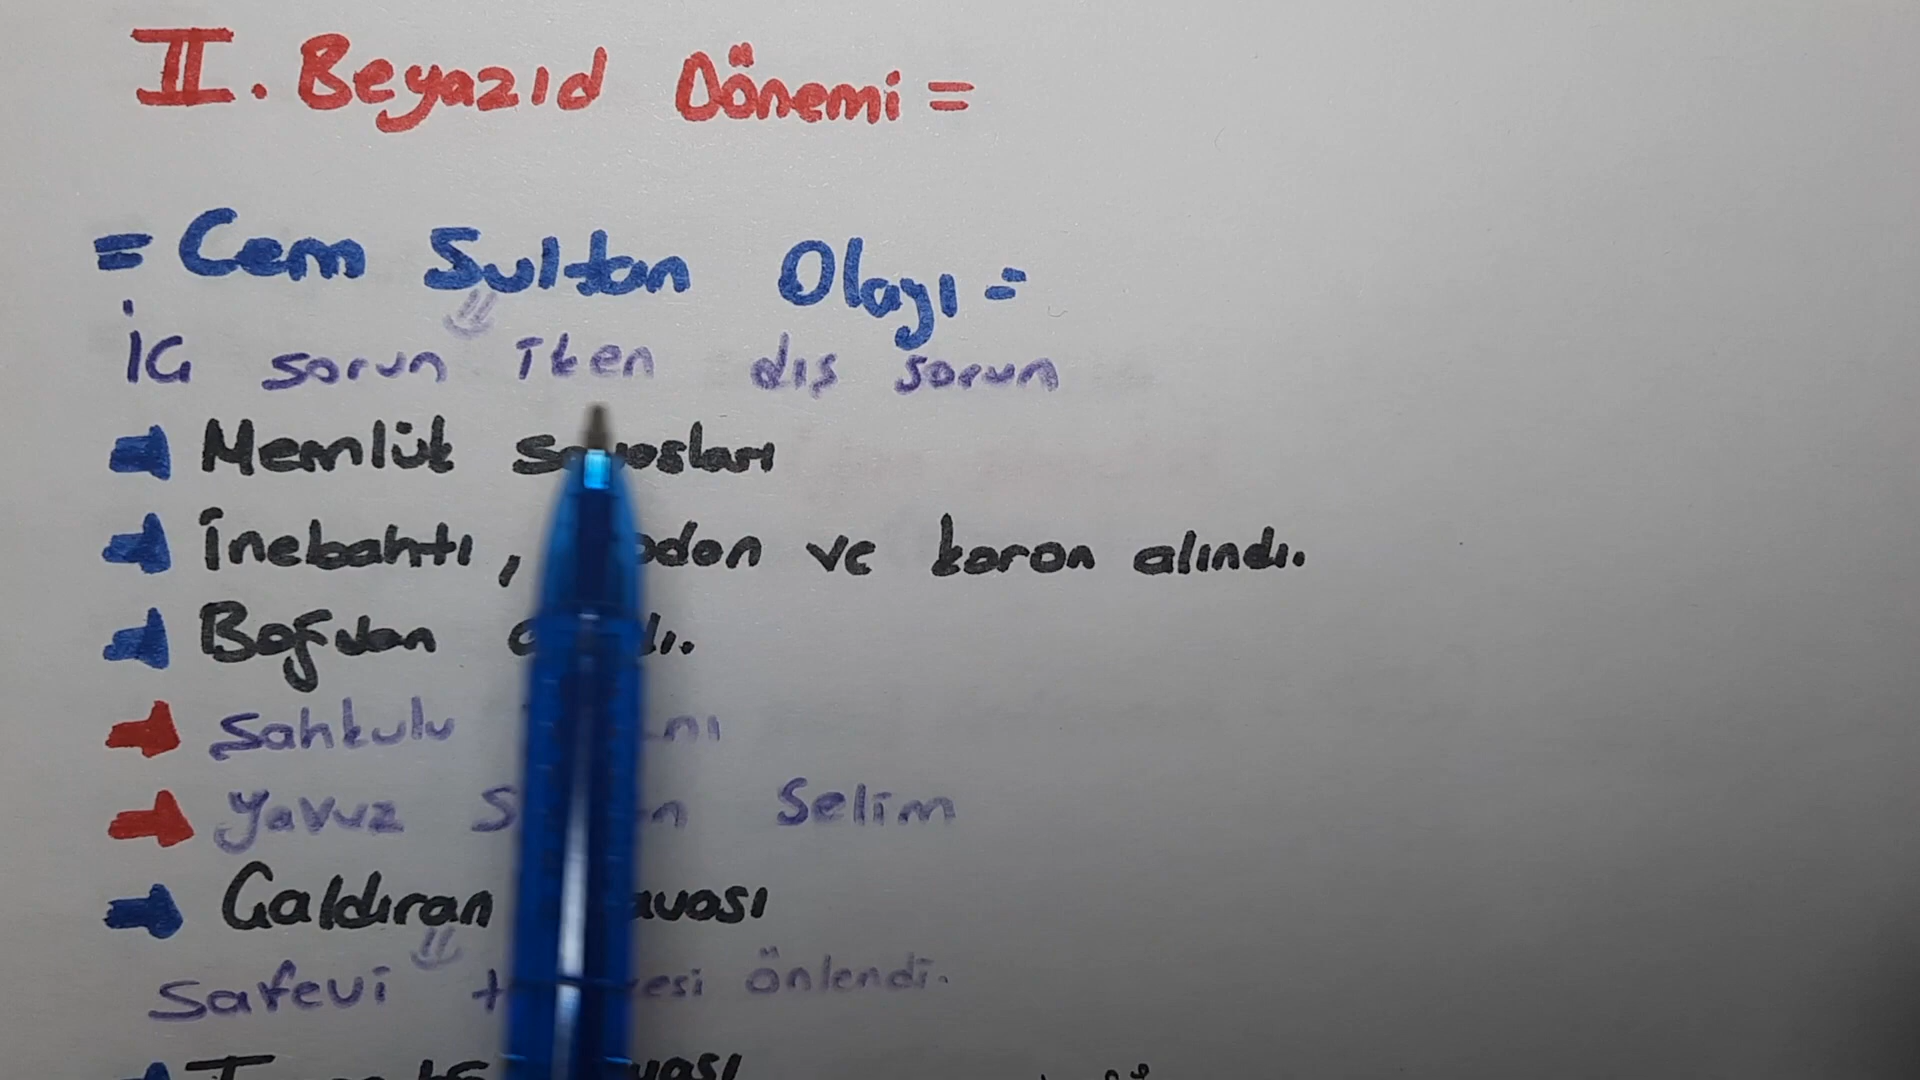 II. Beyazıd Dönemi =
= Cem Sultan Olayı =
İÇ sorun iken dış sorun
Memlük savaşları
İnebahtı, ve koron alındı.
Boğdan
Şahkulu
Yavuz Selim
Çaldıran
Safevi önlendi.